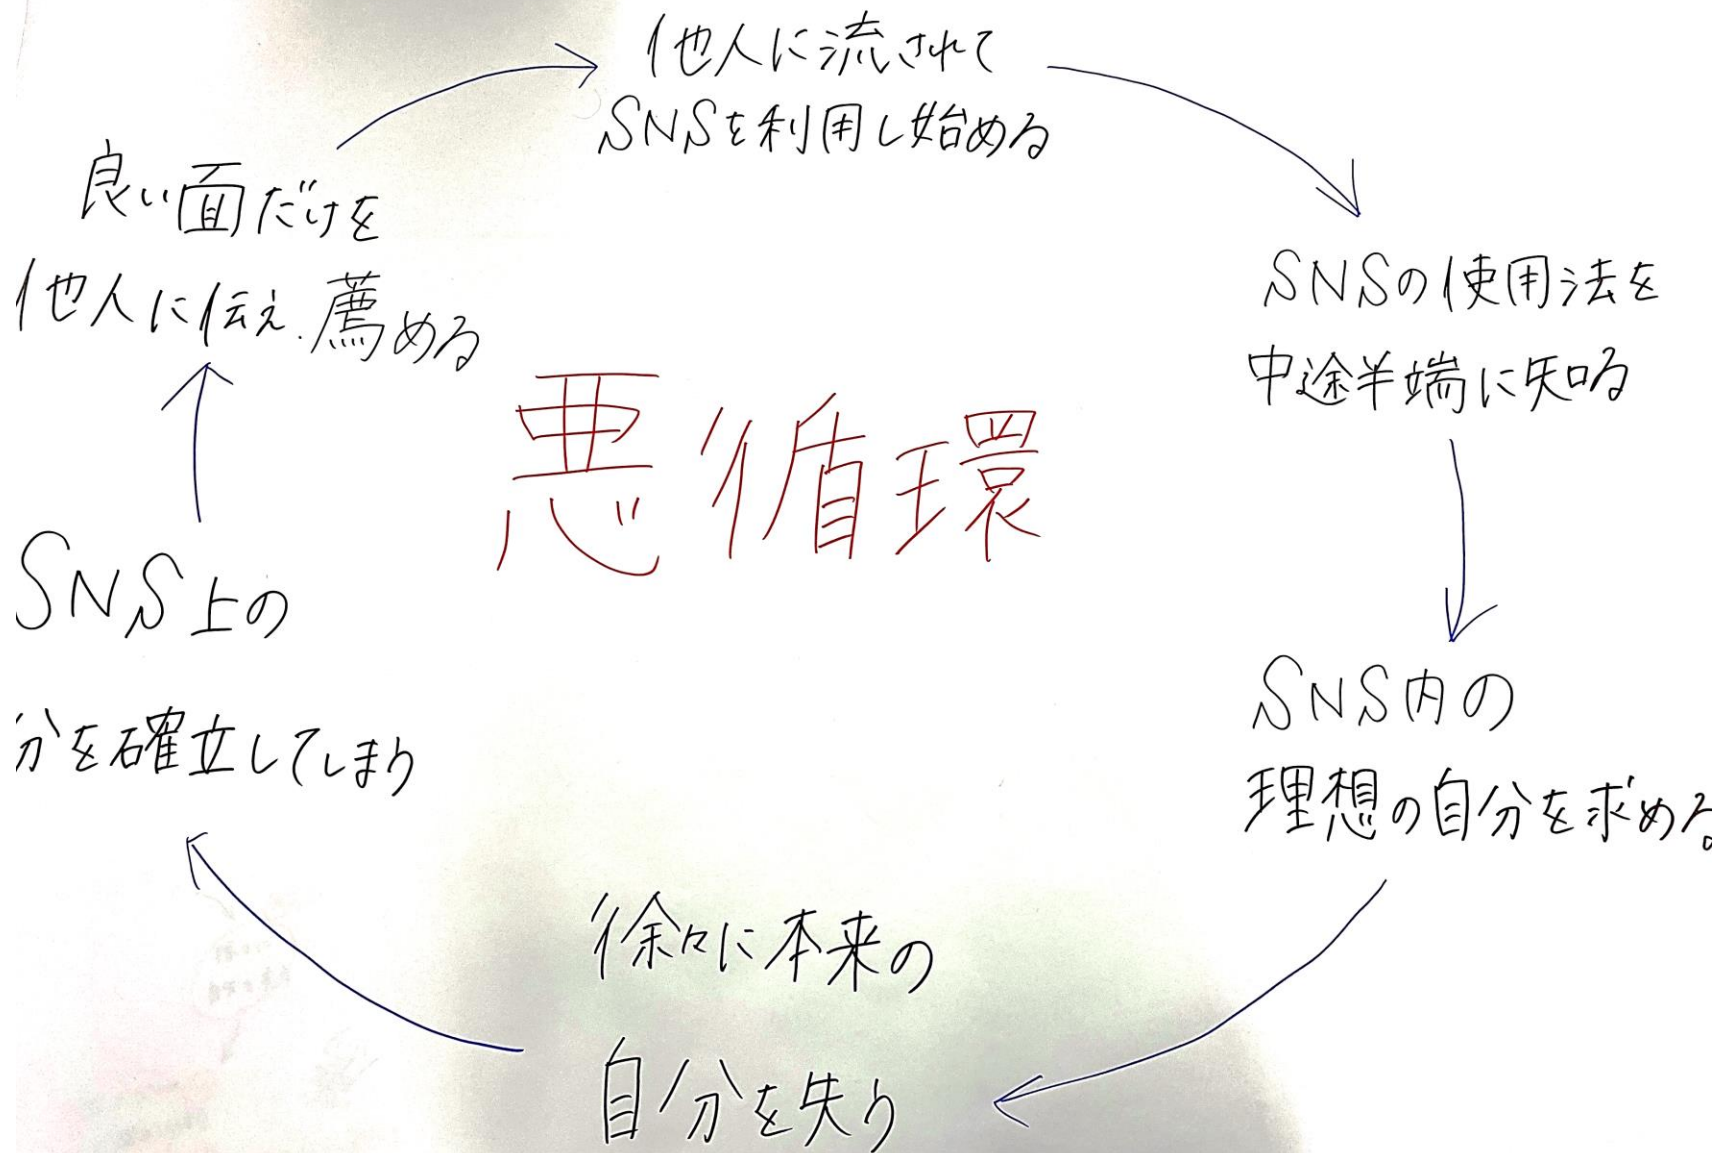 他人に流されて
SNSを利用し始める
SNSの使用法を
中途半端に知る
SNS内の
理想の自分を求める
徐々に本来の
自分を失う
SNS上の
分を確立してしまう
良い面だけを
他人に伝え、薦める
悪循環